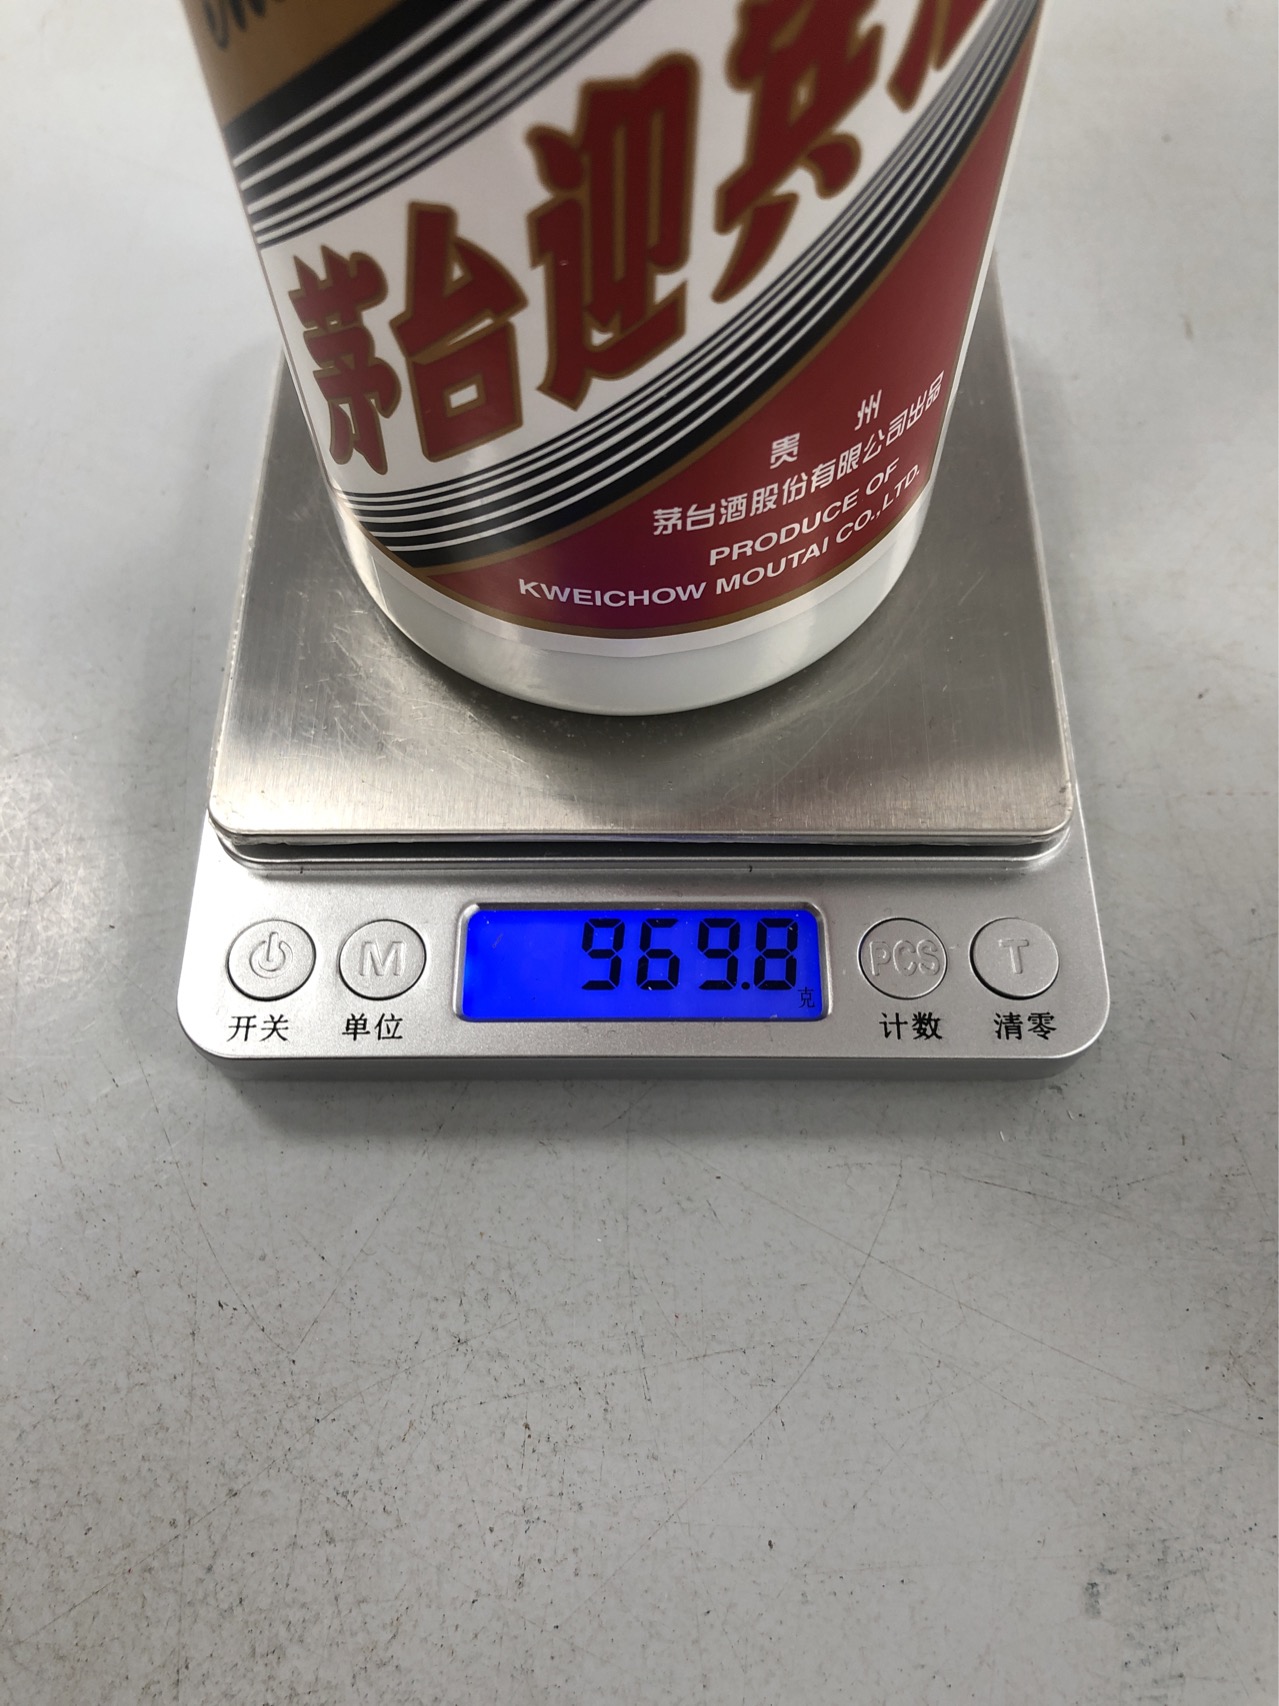 茅台迎宾
贵州
茅台酒股份有限公司出品
PRODUCE OF
KWEICHOW MOUTAI CO.,LTD.
969.8
克
M
PCS
T
开关
单位
计数
清零